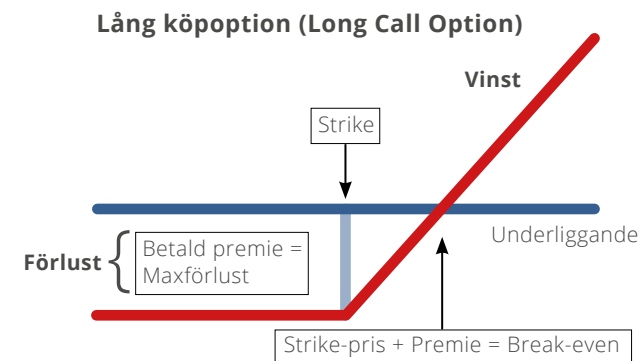 Lång köpoption (Long Call Option)
Vinst
Strike
Underliggande
Förlust
Betald premie =
Maxförlust
Strike-pris + Premie = Break-even